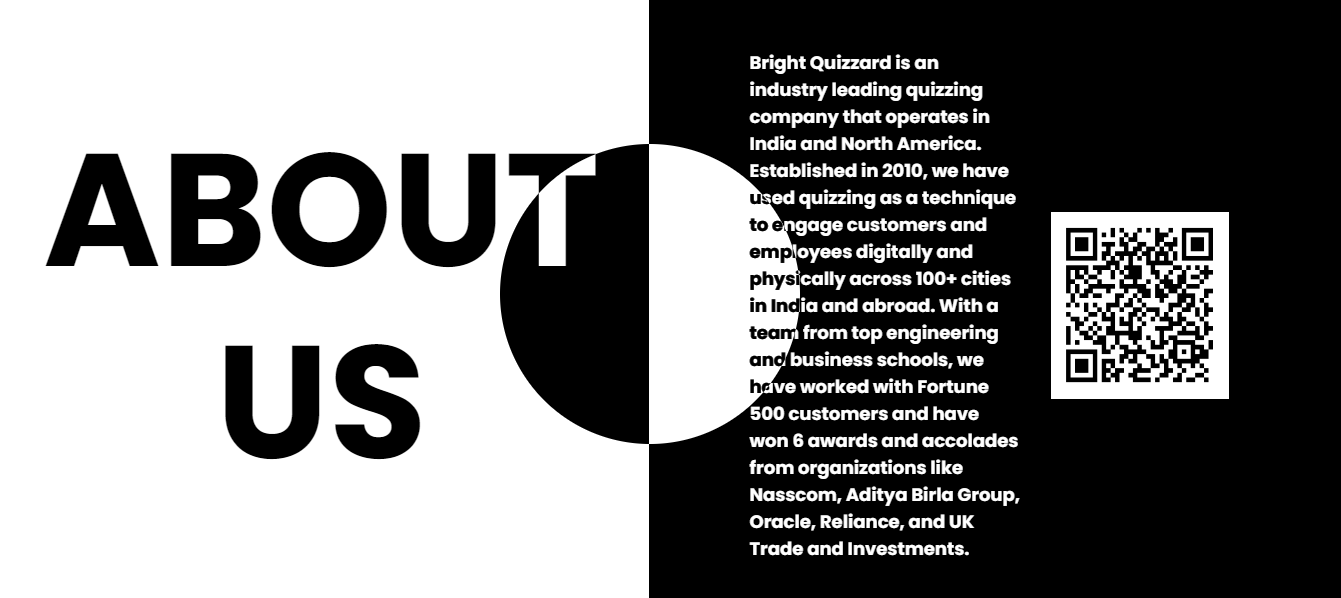 ABOUT
US
Bright Quizzard is an
industry leading quizzing
company that operates in
India and North America.
Established in 2010, we have
used quizzing as a technique
to engage customers and
employees digitally and
physically across 100+ cities
in India and abroad. With a
team from top engineering
and business schools, we
have worked with Fortune
500 customers and have
won 6 awards and accolades
from organizations like
Nasscom, Aditya Birla Group,
Oracle, Reliance, and UK
Trade and Investments.